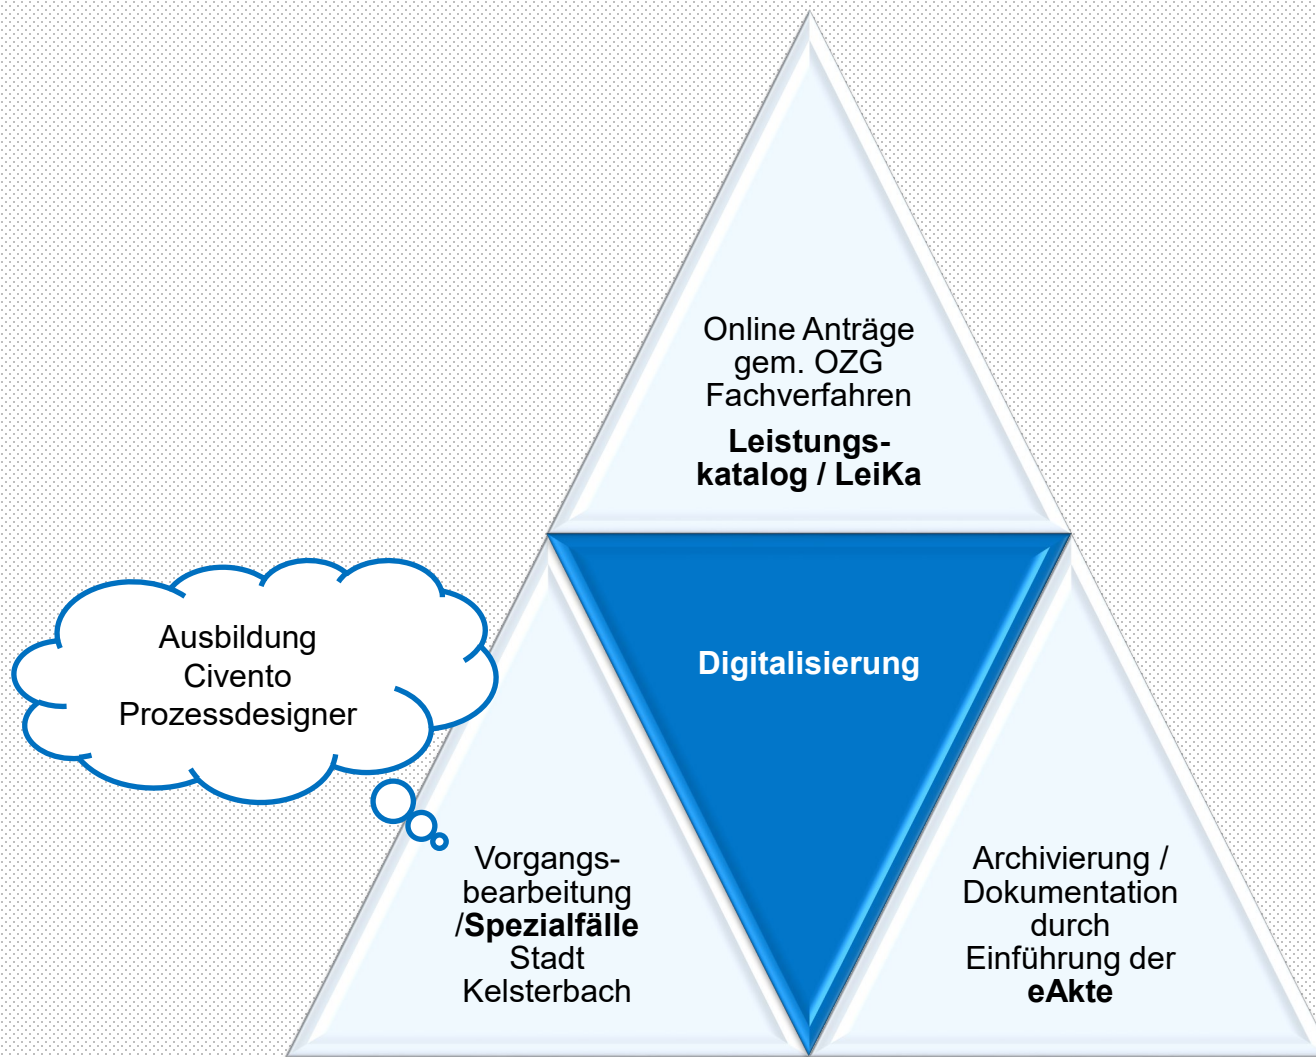 Online Anträge
gem. OZG
Fachverfahren
Leistungs-
katalog / LeiKa
Digitalisierung
Ausbildung
Civento
Prozessdesigner
Vorgangs-
bearbeitung
/Spezialfälle
Stadt
Kelsterbach
Archivierung /
Dokumentation
durch
Einführung der
eAkte